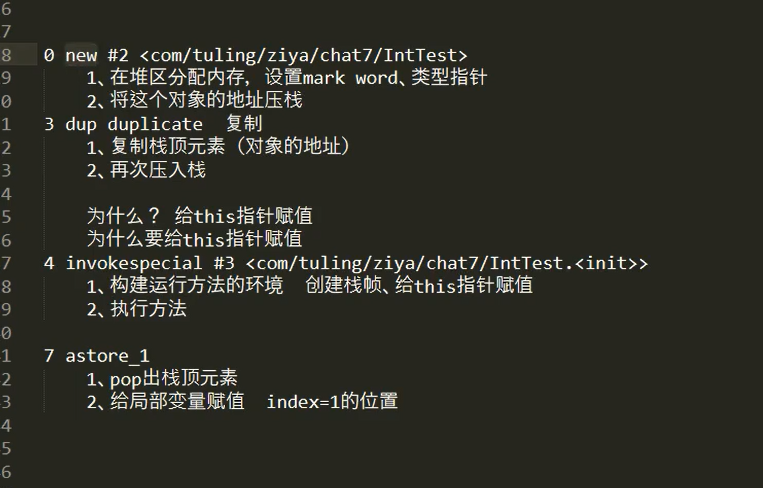 6
7
8 0 new #2 <com/tuling/ziya/chat7/IntTest>
9 1、在堆区分配内存, 设置mark word、类型指针
0 2、将这个对象的地址压栈
1 3 dup duplicate 复制
2 1、复制栈顶元素（对象的地址）
3 2、再次压入栈
4
5 为什么？ 给this指针赋值
6 为什么要给this指针赋值
7 4 invokespecial #3 <com/tuling/ziya/chat7/IntTest.<init>>
8 1、构建运行方法的环境 创建栈帧、给this指针赋值
9 2、执行方法
0
1 7 astore_1
2 1、pop出栈顶元素
3 2、给局部变量赋值 index=1的位置
4
5
6